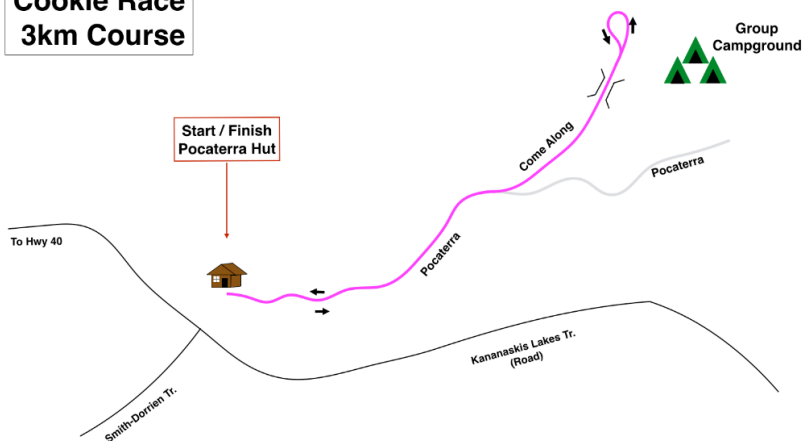 Cookie Race
3km Course
Group
Campground
Start / Finish
Pocaterra Hut
Come Along
Pocaterra
To Hwy 40
Pocaterra
Kananaskis Lakes Tr.
(Road)
Smith-Dorrien Tr.